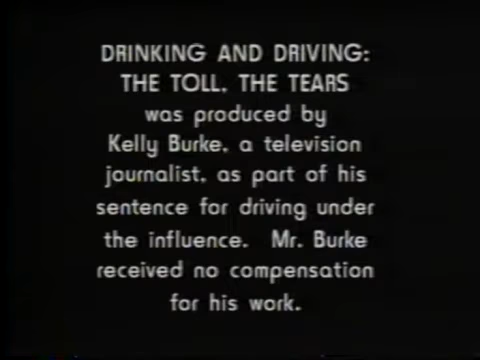 DRINKING AND DRIVING:
THE TOLL, THE TEARS
was produced by
Kelly Burke, a television
journalist, as part of his
sentence for driving under
the influence. Mr. Burke
received no compensation
for his work.